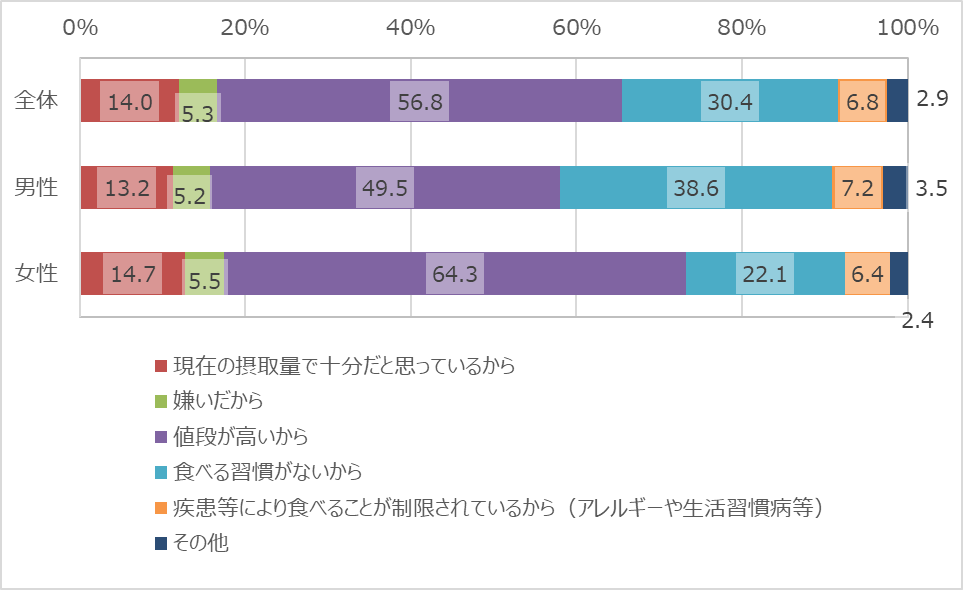 0% 20% 40% 60% 80% 100%
全体 14.0 5.3 56.8 30.4 6.8 2.9
男性 13.2 5.2 49.5 38.6 7.2 3.5
女性 14.7 5.5 64.3 22.1 6.4 2.4
現在の摂取量で十分だと思っているから
嫌いだから
値段が高いから
食べる習慣がないから
疾患等により食べることが制限されているから（アレルギーや生活習慣病等）
その他